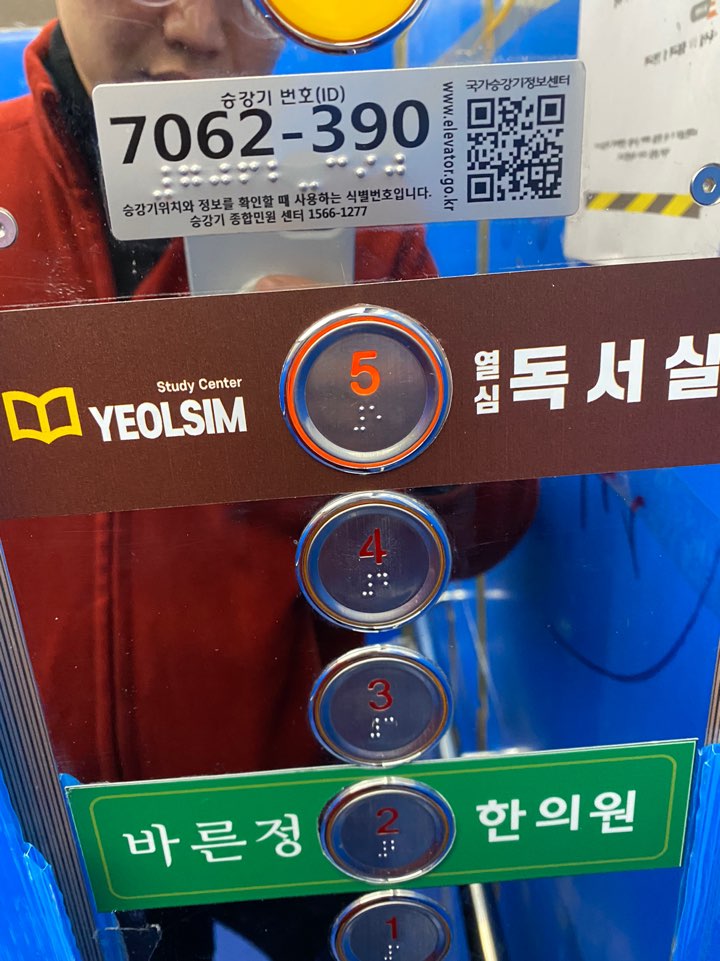 승강기 번호(ID)
7062-390
승강기위치와 정보를 확인할 때 사용하는 식별번호입니다.
승강기 종합민원 센터 1566-1277
www.elevator.go.kr
국가승강기정보센터
Study Center
YEOLSIM
5
열심
독서실
4
3
바른정
2
한의원
1